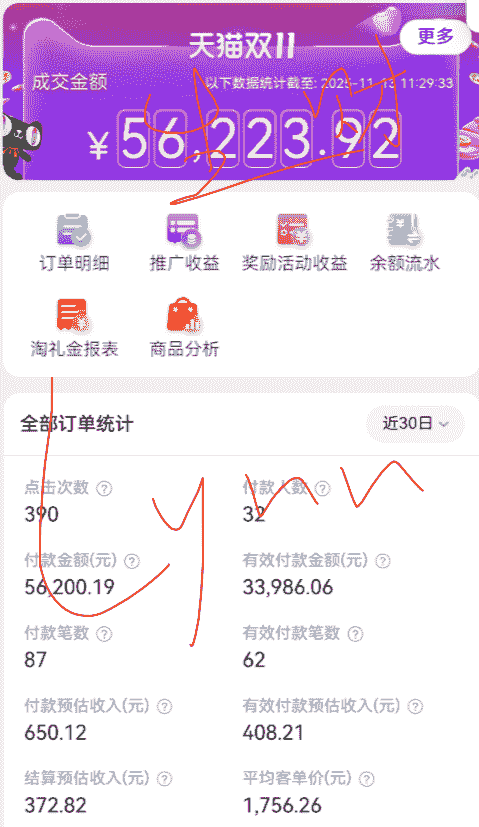 天猫双11
更多
成交金额
以下数据统计截至: 2025-11-13 11:29:33
¥56,223.92
订单明细
推广收益
奖励活动收益
余额流水
淘礼金报表
商品分析
全部订单统计
近30日
点击次数
付款人数
390
32
付款金额(元)
有效付款金额(元)
56,200.19
33,986.06
付款笔数
有效付款笔数
87
62
付款预估收入(元)
有效付款预估收入(元)
650.12
408.21
结算预估收入(元)
平均客单价(元)
372.82
1,756.26